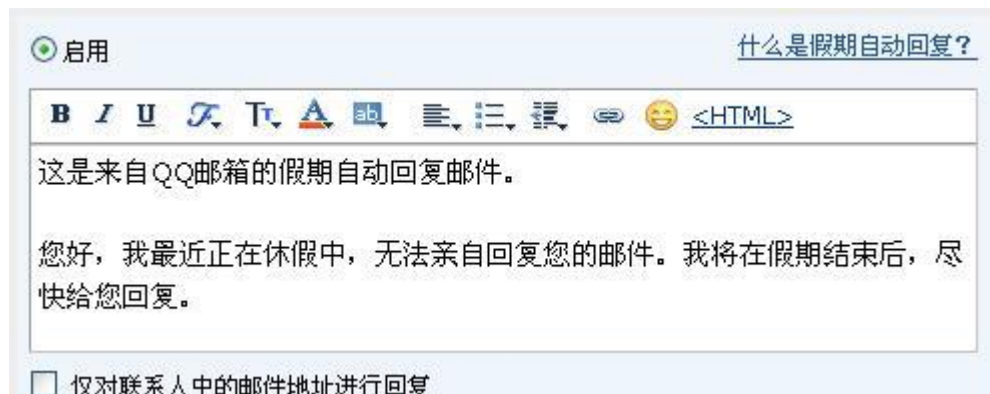 启用
什么是假期自动回复？
B I U F Tt A ab <HTML>
这是来自QQ邮箱的假期自动回复邮件。
您好，我最近正在休假中，无法亲自回复您的邮件。我将在假期结束后，尽
快给您回复。
仅对联系人中的邮件地址进行回复